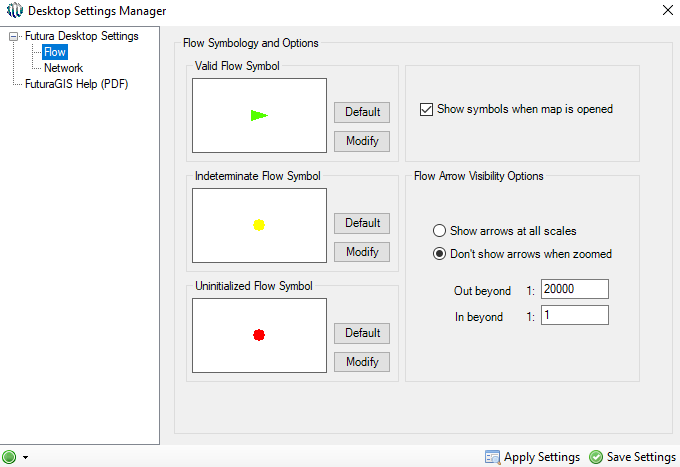 Desktop Settings Manager
Futura Desktop Settings
Flow
Network
FuturaGIS Help (PDF)
Flow Symbology and Options
Valid Flow Symbol
Default
Modify
Show symbols when map is opened
Indeterminate Flow Symbol
Default
Modify
Flow Arrow Visibility Options
Show arrows at all scales
Don't show arrows when zoomed
Out beyond 1: 20000
In beyond 1: 1
Uninitialized Flow Symbol
Default
Modify
Apply Settings
Save Settings